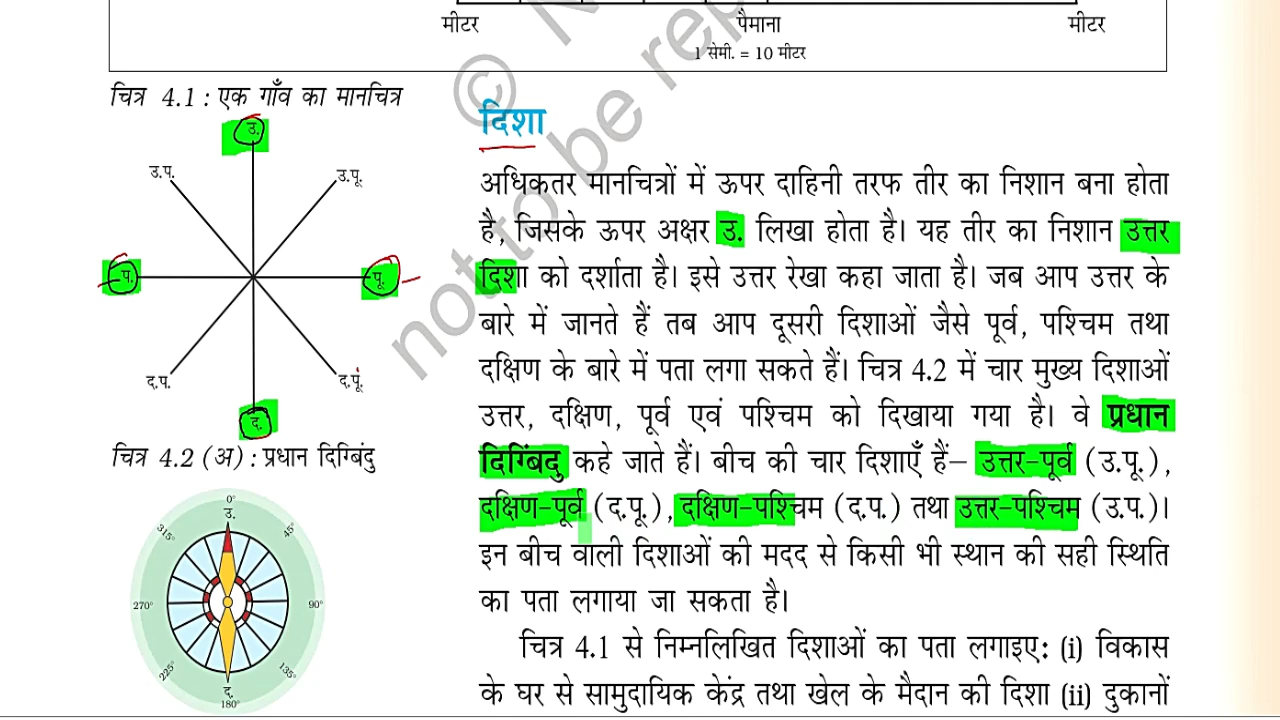 मीटर पैमाना मीटर
1 सेमी. = 10 मीटर
चित्र 4.1 : एक गाँव का मानचित्र
उ.
उ.प. उ.पू.
प. पू.
द.प. द.पू.
द.
चित्र 4.2 (अ) : प्रधान दिग्बिंदु
0°
उ.
315° 45°
270° 90°
225° 135°
द.
180°
दिशा
अधिकतर मानचित्रों में ऊपर दाहिनी तरफ तीर का निशान बना होता
है, जिसके ऊपर अक्षर उ. लिखा होता है। यह तीर का निशान उत्तर
दिशा को दर्शाता है। इसे उत्तर रेखा कहा जाता है। जब आप उत्तर के
बारे में जानते हैं तब आप दूसरी दिशाओं जैसे पूर्व, पश्चिम तथा
दक्षिण के बारे में पता लगा सकते हैं। चित्र 4.2 में चार मुख्य दिशाओं
उत्तर, दक्षिण, पूर्व एवं पश्चिम को दिखाया गया है। वे प्रधान
दिग्बिंदु कहे जाते हैं। बीच की चार दिशाएँ हैं– उत्तर-पूर्व (उ.पू.),
दक्षिण-पूर्व (द.पू.), दक्षिण-पश्चिम (द.प.) तथा उत्तर-पश्चिम (उ.प.)।
इन बीच वाली दिशाओं की मदद से किसी भी स्थान की सही स्थिति
का पता लगाया जा सकता है।
चित्र 4.1 से निम्नलिखित दिशाओं का पता लगाइए: (i) विकास
के घर से सामुदायिक केंद्र तथा खेल के मैदान की दिशा (ii) दुकानों
© N
not to be rep